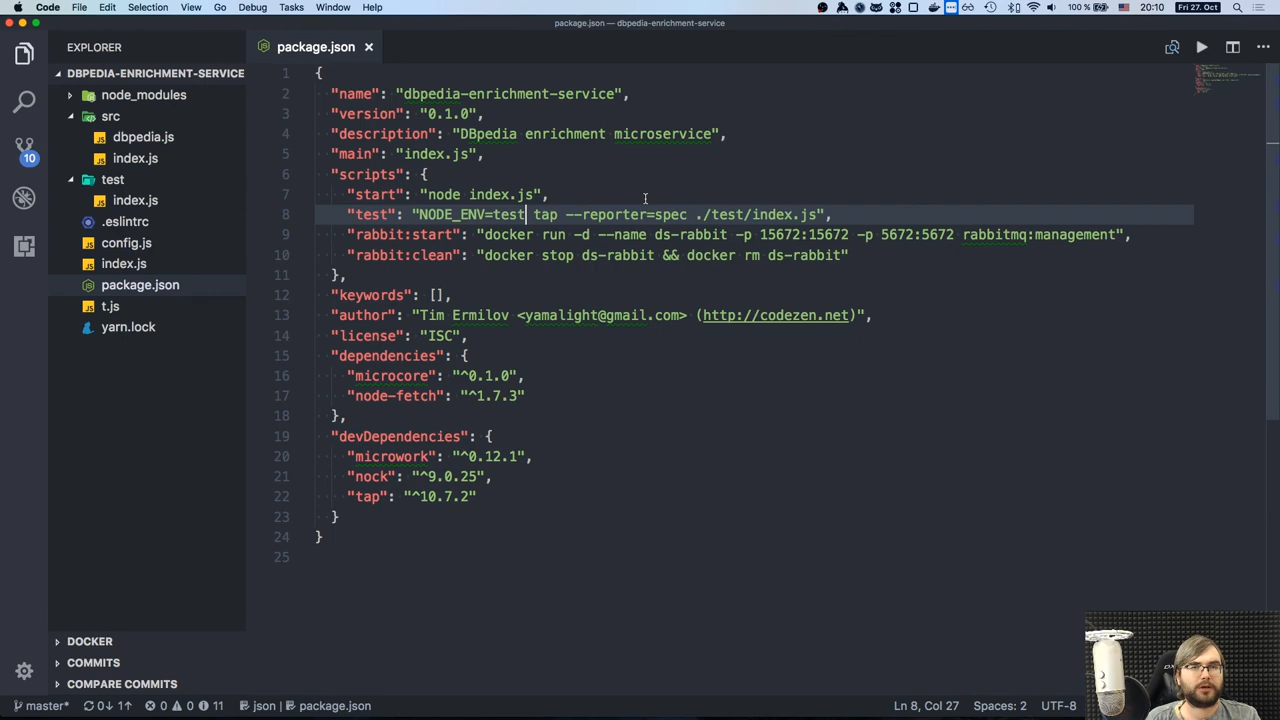 Code File Edit Selection View Go Debug Tasks Window Help
100 % 20:10 Fri 27. Oct
package.json — dbpedia-enrichment-service
EXPLORER
DBPEDIA-ENRICHMENT-SERVICE
node_modules
src
dbpedia.js
index.js
test
index.js
.eslintrc
config.js
index.js
package.json
t.js
yarn.lock
DOCKER
COMMITS
COMPARE COMMITS
10
package.json
1 {
2 "name": "dbpedia-enrichment-service",
3 "version": "0.1.0",
4 "description": "DBpedia enrichment microservice",
5 "main": "index.js",
6 "scripts": {
7 "start": "node index.js",
8 "test": "NODE_ENV=test tap --reporter=spec ./test/index.js",
9 "rabbit:start": "docker run -d --name ds-rabbit -p 15672:15672 -p 5672:5672 rabbitmq:management",
10 "rabbit:clean": "docker stop ds-rabbit && docker rm ds-rabbit"
11 },
12 "keywords": [],
13 "author": "Tim Ermilov <yamalight@gmail.com> (http://codezen.net)",
14 "license": "ISC",
15 "dependencies": {
16 "microcore": "^0.1.0",
17 "node-fetch": "^1.7.3"
18 },
19 "devDependencies": {
20 "microwork": "^0.12.1",
21 "nock": "^9.0.25",
22 "tap": "^10.7.2"
23 }
24 }
25
master* 0↓ 1↑ 0 0 11 json package.json
Ln 8, Col 27 Spaces: 2 UTF-8